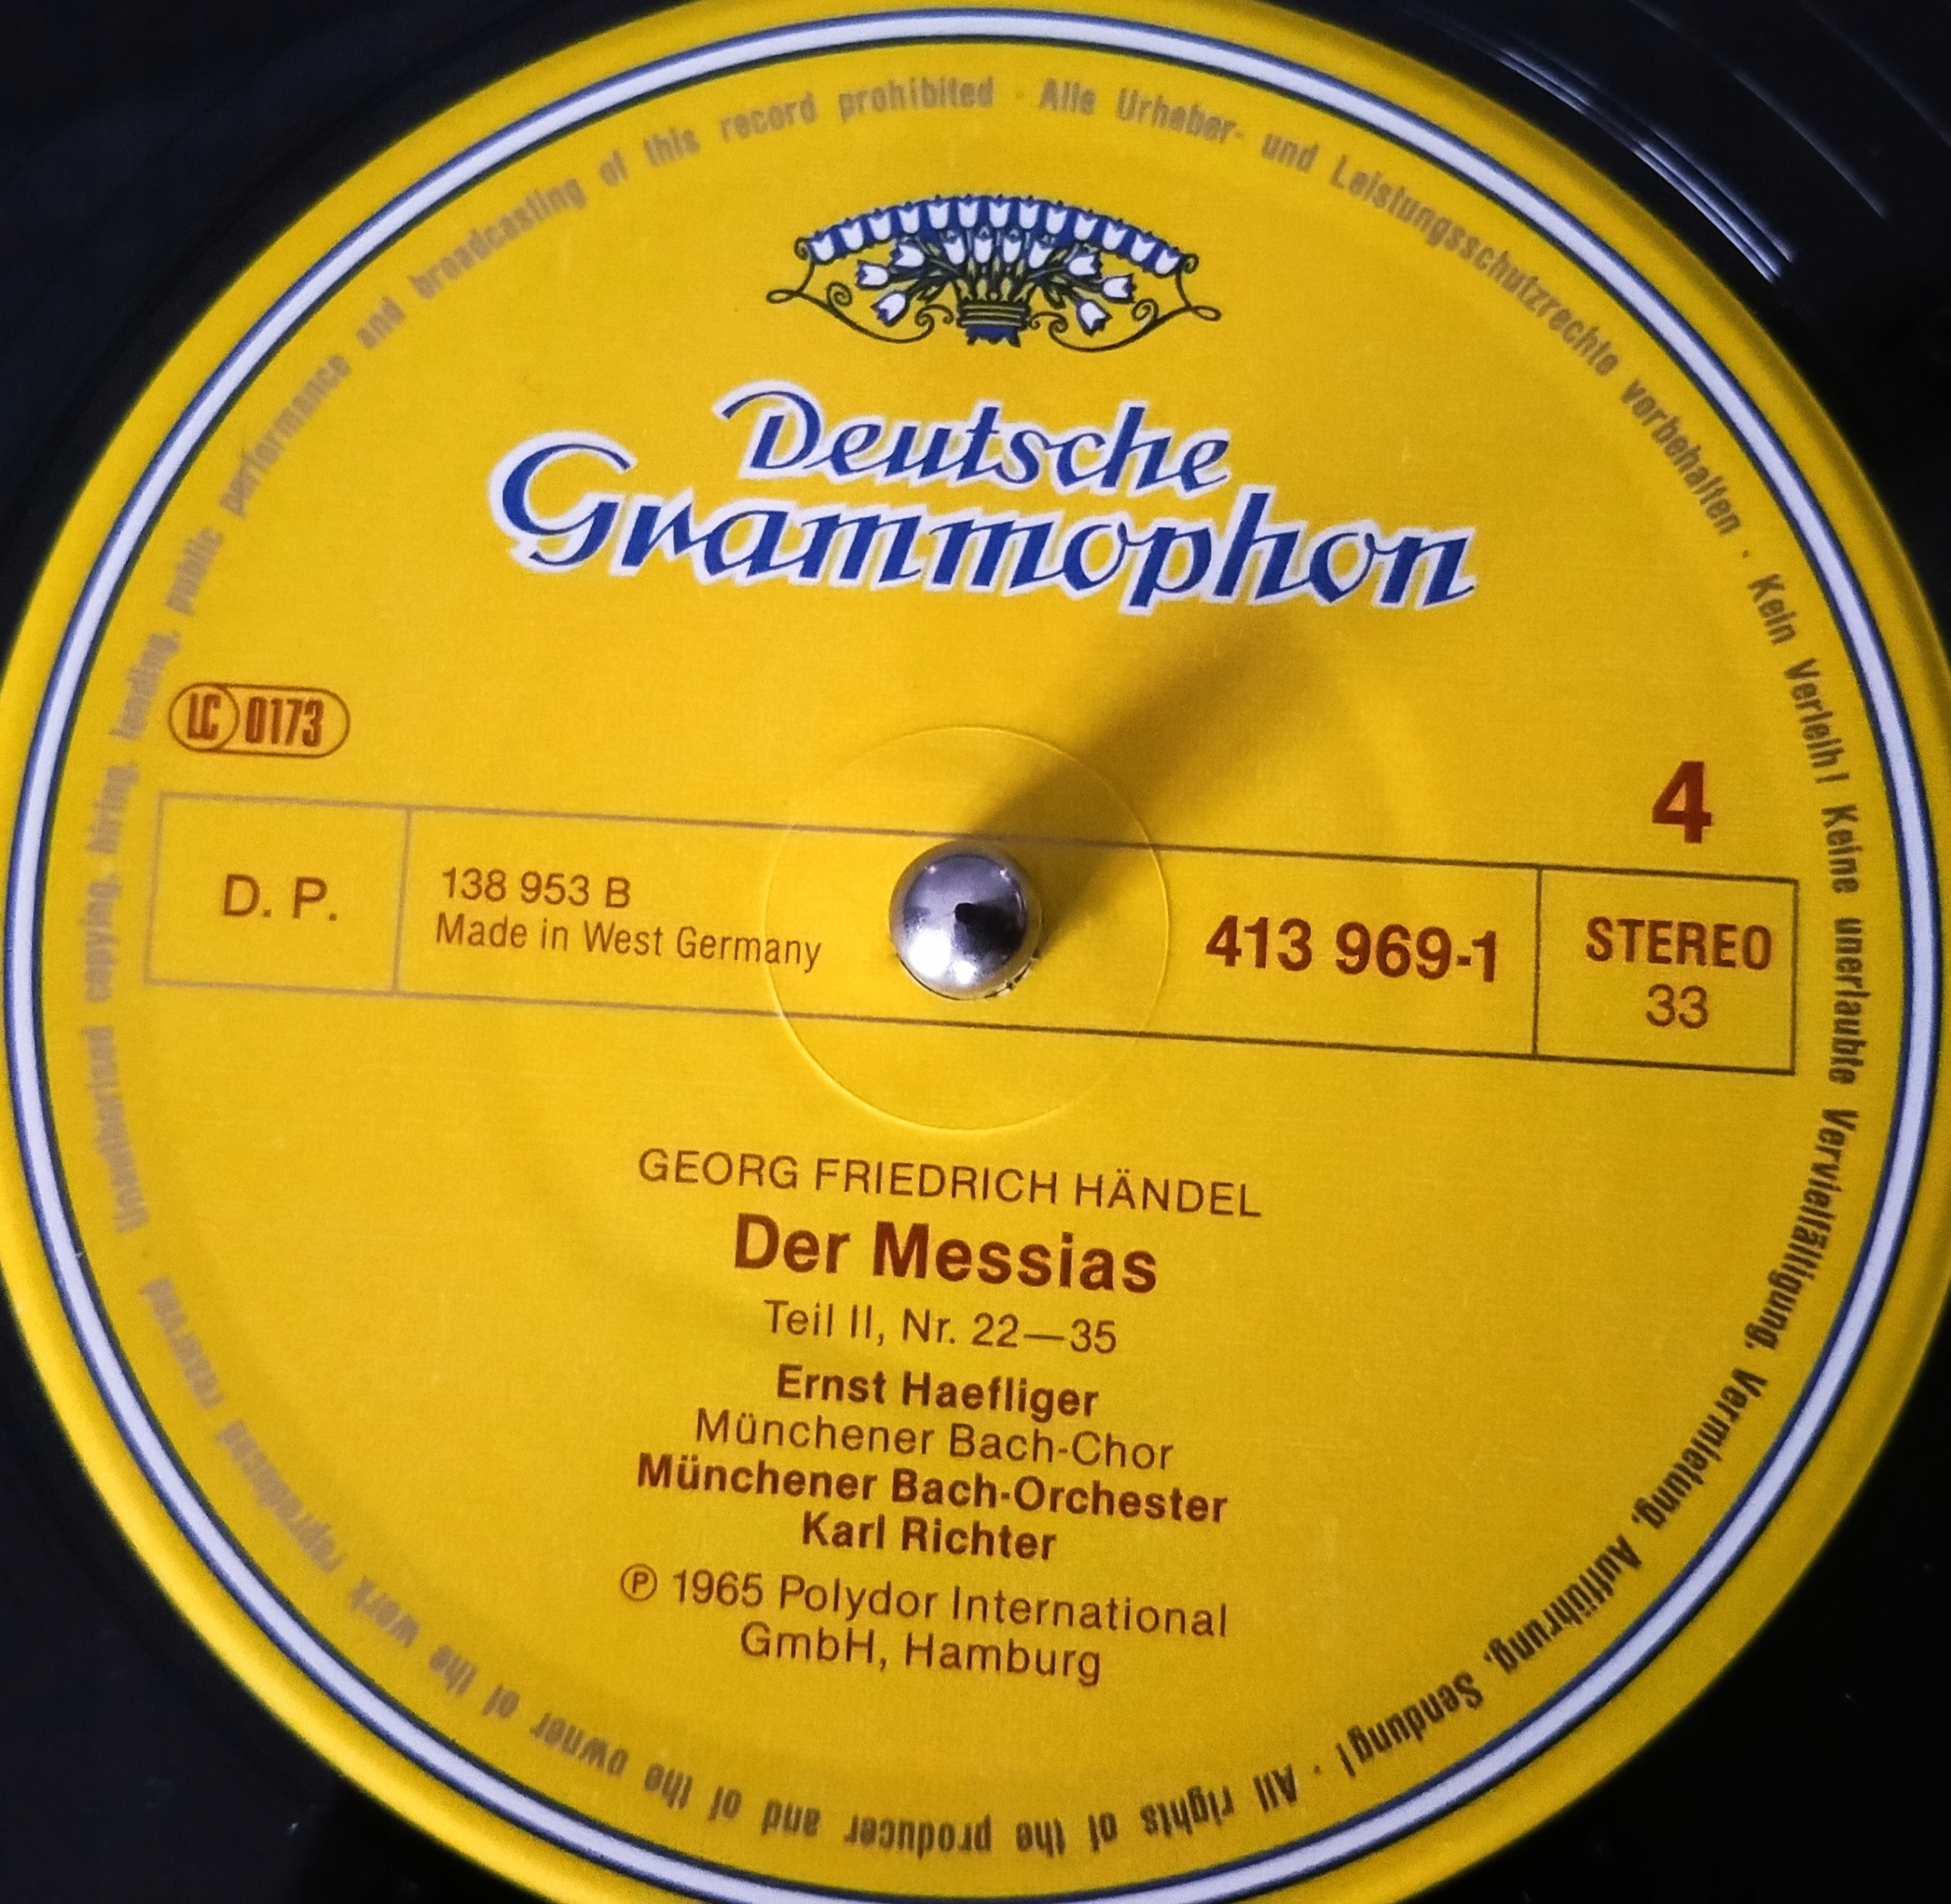 Deutsche
Grammophon
LC 0173
4
D. P.
138 953 B
Made in West Germany
413 969-1
STEREO
33
GEORG FRIEDRICH HÄNDEL
Der Messias
Teil II, Nr. 22—35
Ernst Haefliger
Münchener Bach-Chor
Münchener Bach-Orchester
Karl Richter
℗ 1965 Polydor International
GmbH, Hamburg
Alle Urheber- und Leistungsschutzrechte vorbehalten · Kein Verleih! Keine unerlaubte Vervielfältigung, Vermietung, Aufführung, Sendung! · All rights of the producer and of the owner of the work reproduced reserved · Unauthorized copying, hiring, lending, public performance and broadcasting of this record prohibited ·